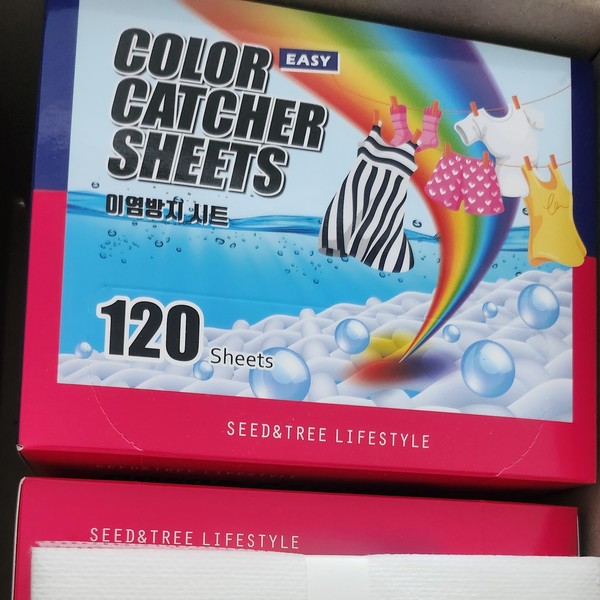 COLOR EASY
CATCHER
SHEETS
이염방지 시트
120 Sheets
SEED&TREE LIFESTYLE
SEED&TREE LIFESTYLE